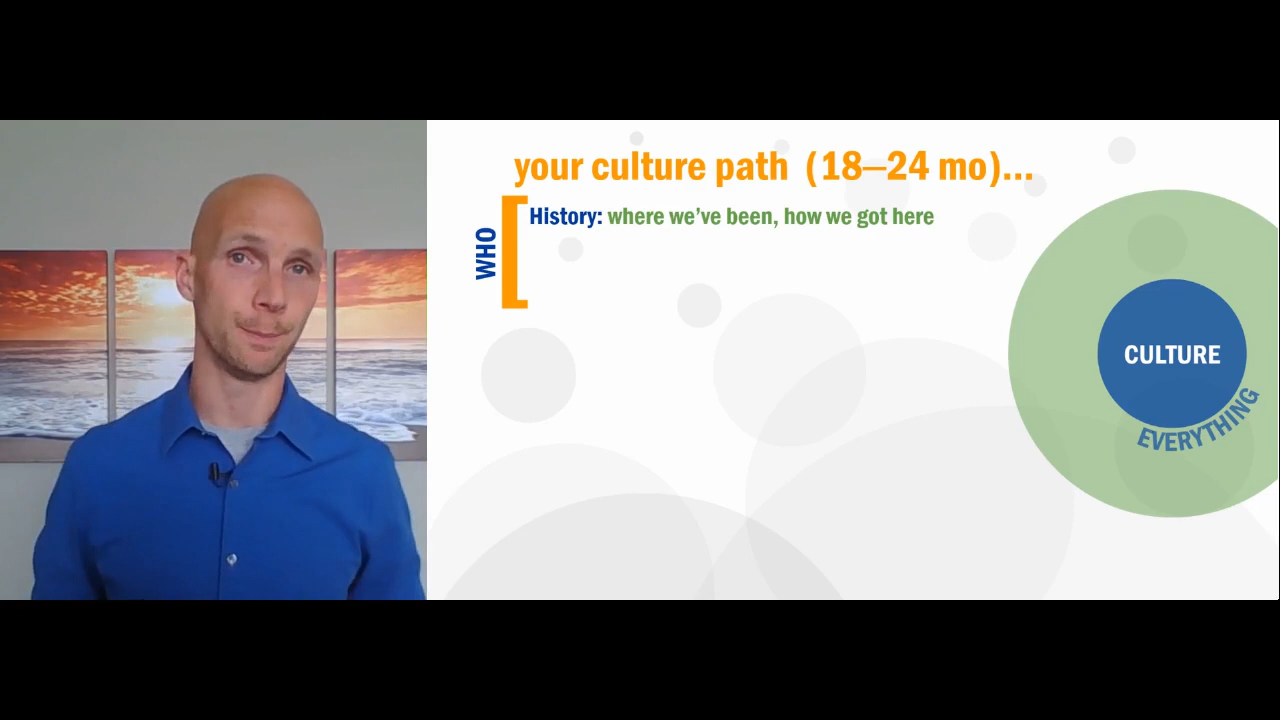 your culture path (18–24 mo)...
WHO
History: where we’ve been, how we got here
CULTURE
EVERYTHING